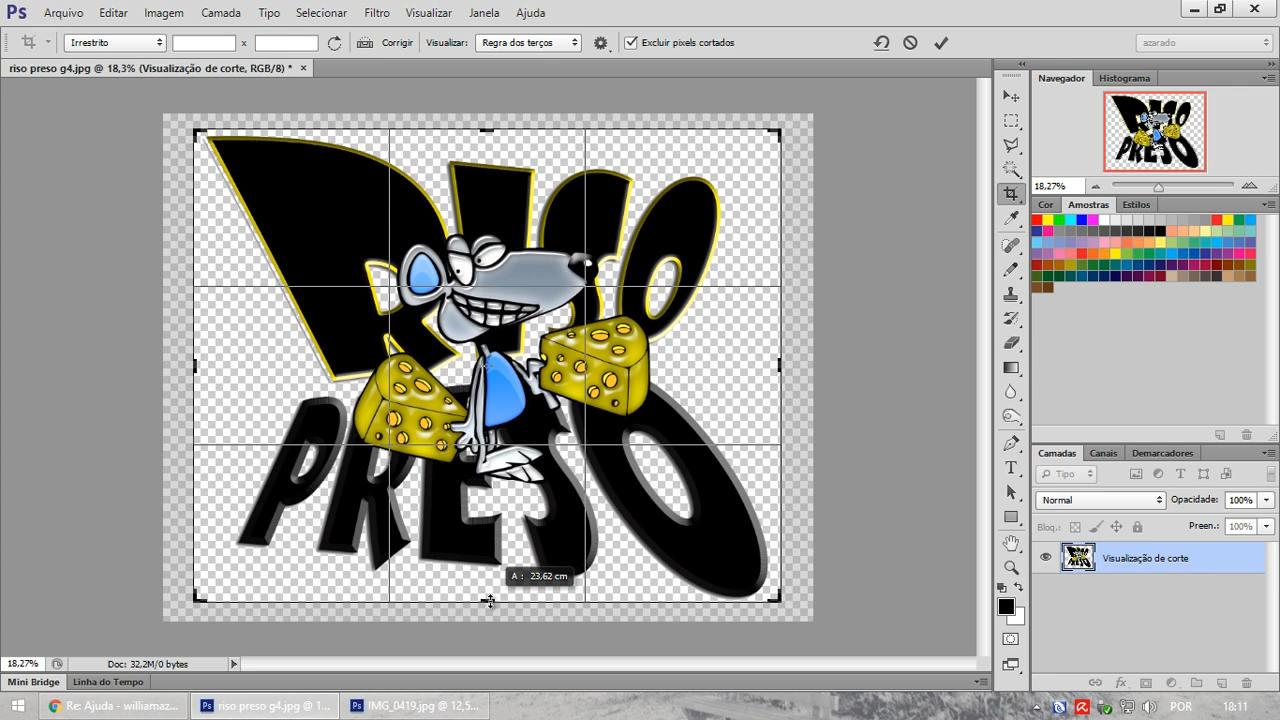 Ps Arquivo Editar Imagem Camada Tipo Selecionar Filtro Visualizar Janela Ajuda
Irrestrito x Corrigir Visualizar: Regra dos terços Excluir pixels cortados azarado
riso preso g4.jpg @ 18,3% (Visualização de corte, RGB/8) * ×
Navegador Histograma
18,27%
Cor Amostras Estilos
RISO
PRESO
A : 23,62 cm
Camadas Canais Demarcadores
Tipo
Normal Opacidade: 100%
Bloq.: Preen.: 100%
Visualização de corte
18,27% Doc: 32,2M/0 bytes
Mini Bridge Linha do Tempo
Re: Ajuda - williamaz... Ps riso preso g4.jpg @ 1... Ps IMG_0419.jpg @ 12,5... POR 18:11